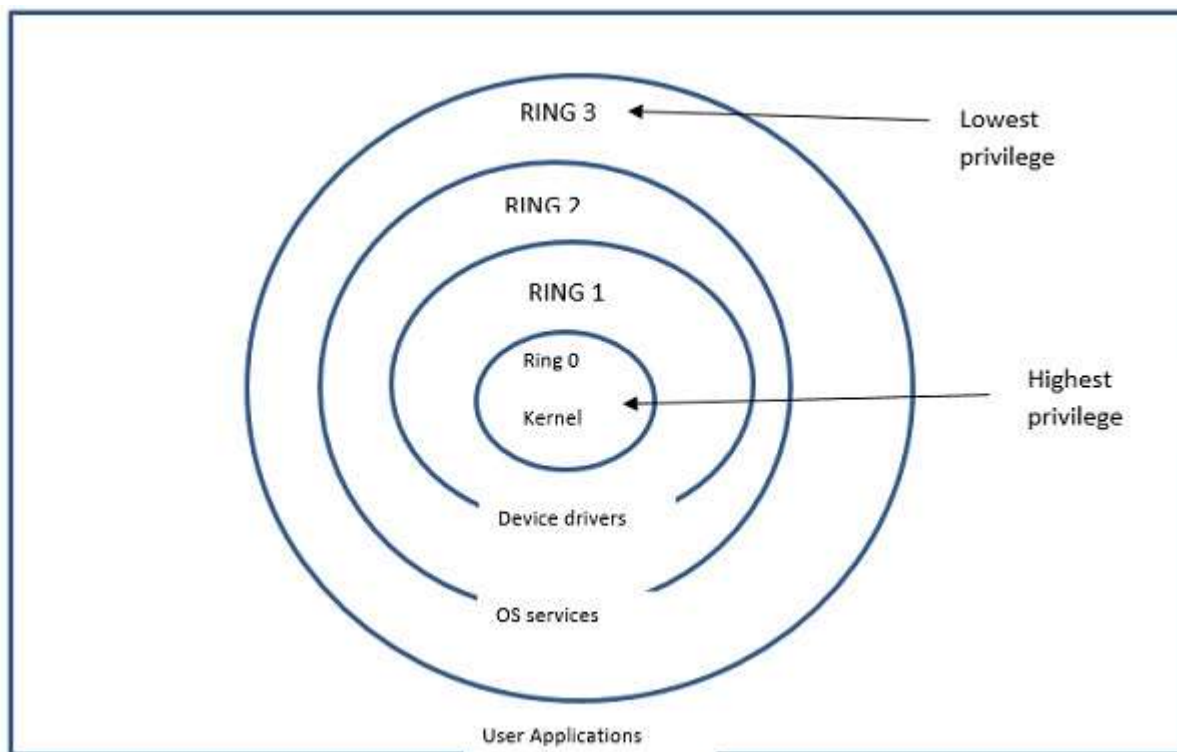 RING 3
Lowest
privilege
RING 2
RING 1
Ring 0
Highest
privilege
Kernel
Device drivers
OS services
User Applications